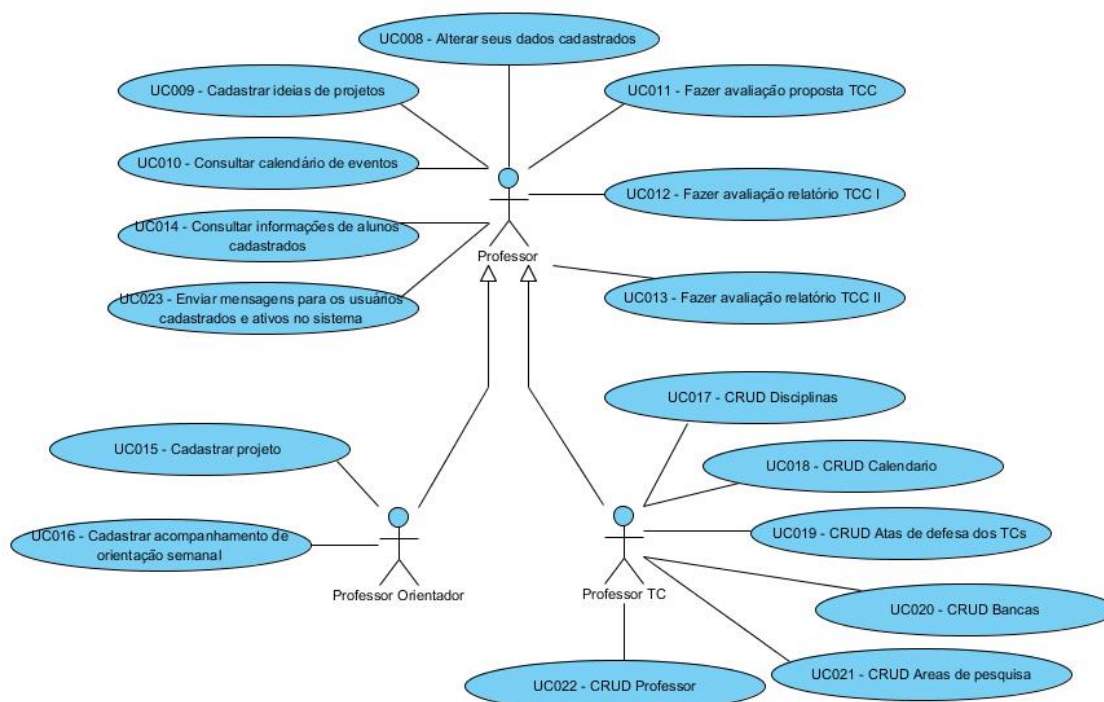 UC008 - Alterar seus dados cadastrados
UC009 - Cadastrar ideias de projetos
UC011 - Fazer avaliação proposta TCC
UC010 - Consultar calendário de eventos
UC012 - Fazer avaliação relatório TCC I
UC014 - Consultar informações de alunos
cadastrados
Professor
UC023 - Enviar mensagens para os usuários
cadastrados e ativos no sistema
UC013 - Fazer avaliação relatório TCC II
UC017 - CRUD Disciplinas
UC015 - Cadastrar projeto
UC018 - CRUD Calendario
UC016 - Cadastrar acompanhamento de
orientação semanal
UC019 - CRUD Atas de defesa dos TCs
Professor Orientador
Professor TC
UC020 - CRUD Bancas
UC021 - CRUD Areas de pesquisa
UC022 - CRUD Professor